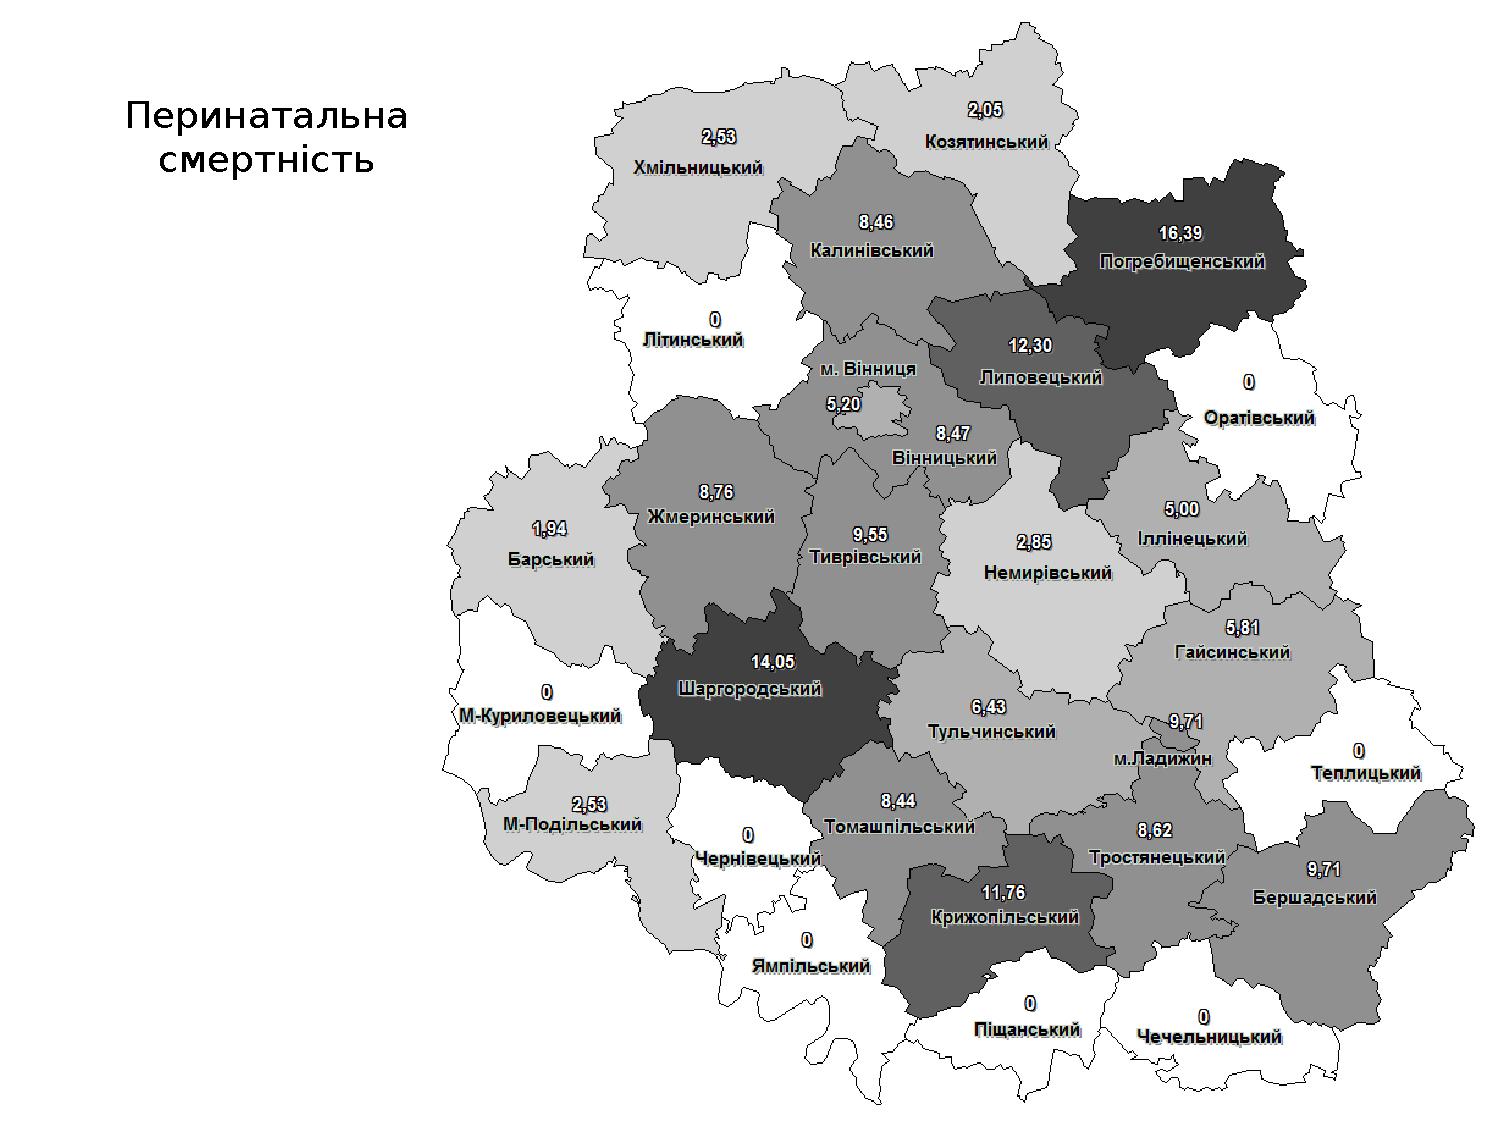 Перинатальна
смертність
2,05
Козятинський
2,53
Хмільницький
8,46
Калинівський
16,39
Погребищенський
0
Літинський
12,30
Липовецький
м. Вінниця
5,20
0
Оратівський
8,47
Вінницький
8,76
Жмеринський
5,00
Іллінецький
1,94
Барський
9,55
Тиврівський
2,85
Немирівський
5,81
Гайсинський
14,05
Шаргородський
0
М-Куриловецький
6,43
Тульчинський
9,71
м.Ладижин
0
Теплицький
2,53
М-Подільський
8,44
Томашпільський
0
Чернівецький
8,62
Тростянецький
9,71
Бершадський
11,76
Крижопільський
0
Ямпільський
0
Піщанський
0
Чечельницький